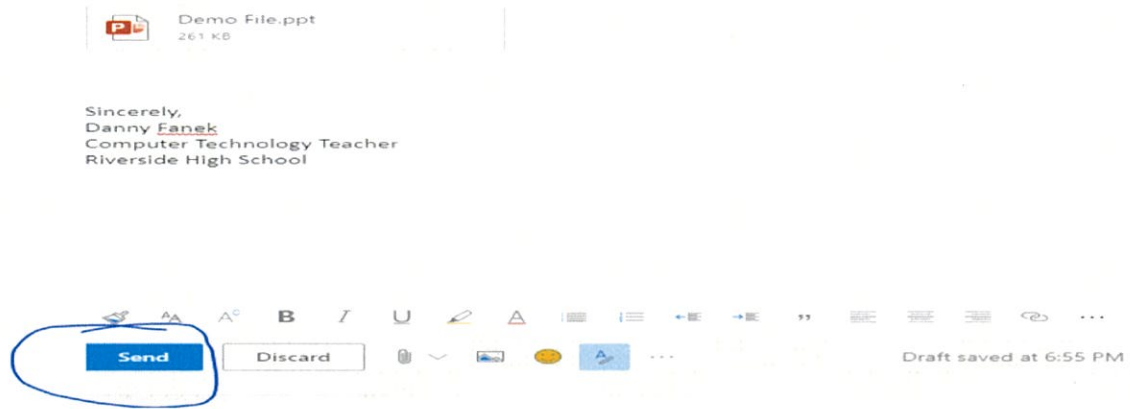 Demo File.ppt
261 KB
Sincerely,
Danny Fanek
Computer Technology Teacher
Riverside High School
B I U A
Send Discard Draft saved at 6:55 PM